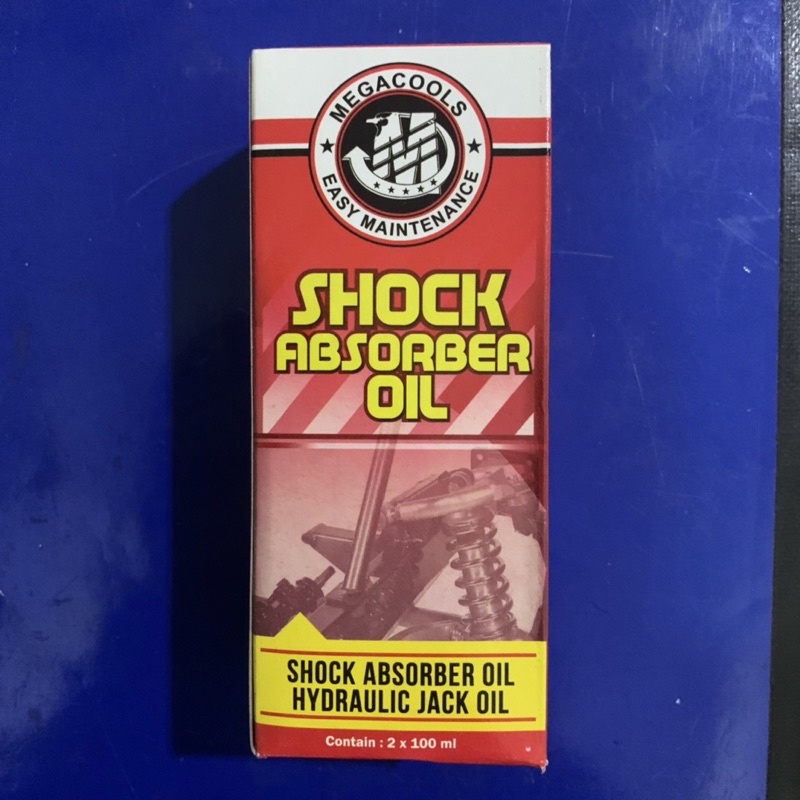 MEGACOOLS
EASY MAINTENANCE
SHOCK
ABSORBER
OIL
SHOCK ABSORBER OIL
HYDRAULIC JACK OIL
Contain : 2 x 100 ml